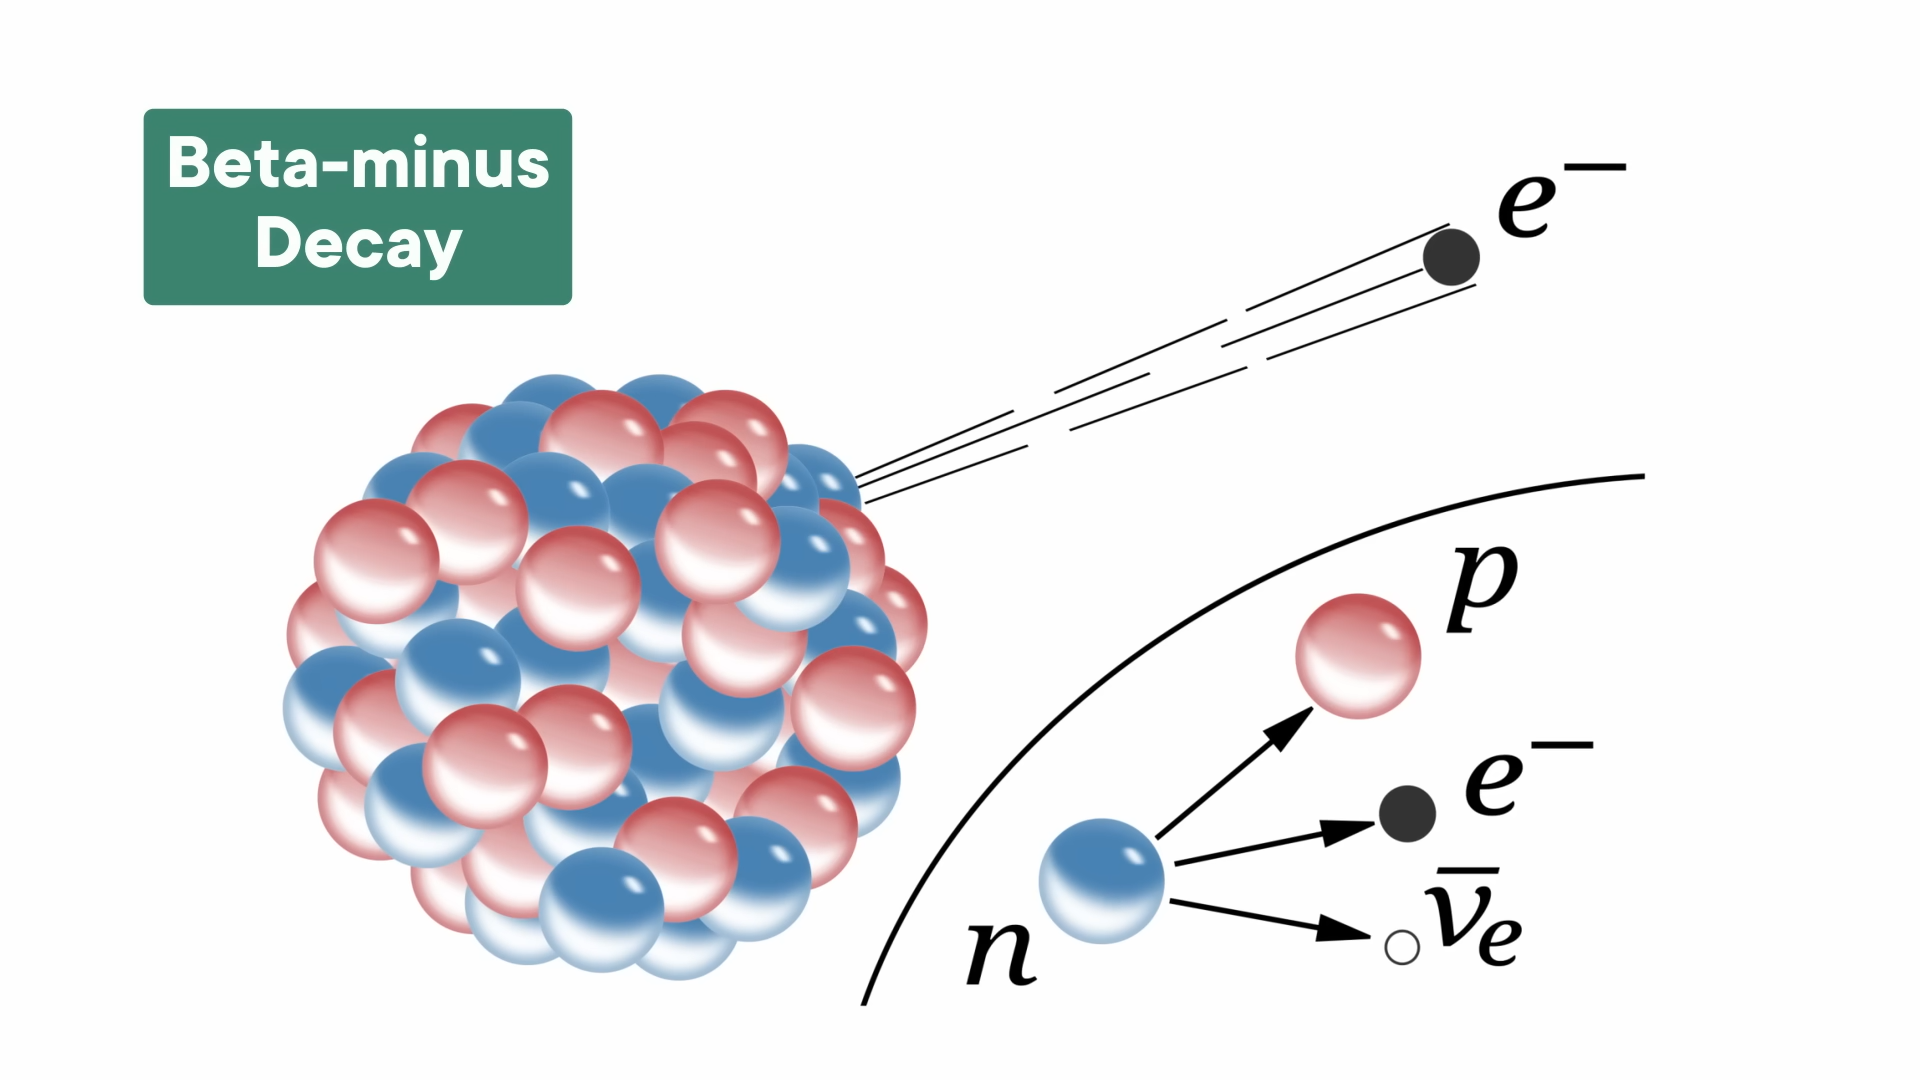 Beta-minus
Decay
e⁻
p
e⁻
n
v̅ₑ